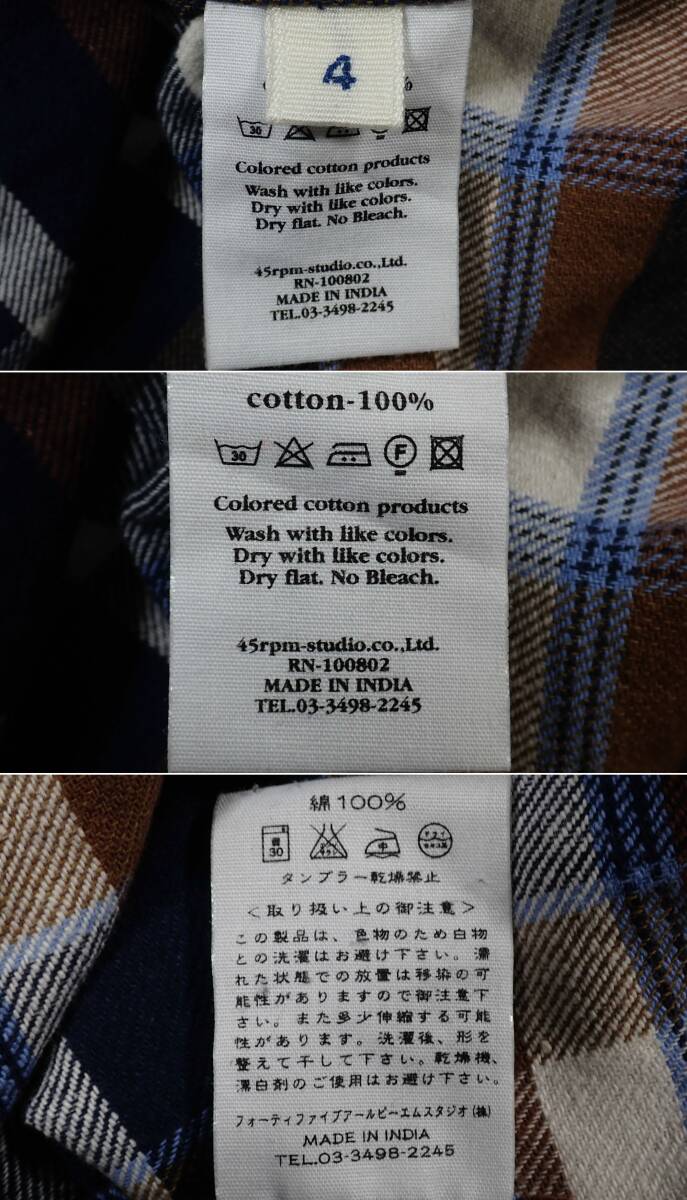 4
%
30
Colored cotton products
Wash with like colors.
Dry with like colors.
Dry flat. No Bleach.
45rpm-studio.co.,Ltd.
RN-100802
MADE IN INDIA
TEL.03-3498-2245
cotton-100%
30
F
Colored cotton products
Wash with like colors.
Dry with like colors.
Dry flat. No Bleach.
45rpm-studio.co.,Ltd.
RN-100802
MADE IN INDIA
TEL.03-3498-2245
綿100%
30
中
タンブラー乾燥禁止
<取り扱い上の御注意>
この製品は、色物のため白物
との洗濯はお避け下さい。濡
れた状態での放置は移染の可
能性がありますので御注意下
さい。また多少伸縮する可能
性があります。洗濯後、形を
整えて干して下さい。乾燥機、
漂白剤のご使用はお避け下さい。
フォーティファイブアールピーエムスタジオ(株)
MADE IN INDIA
TEL.03-3498-2245